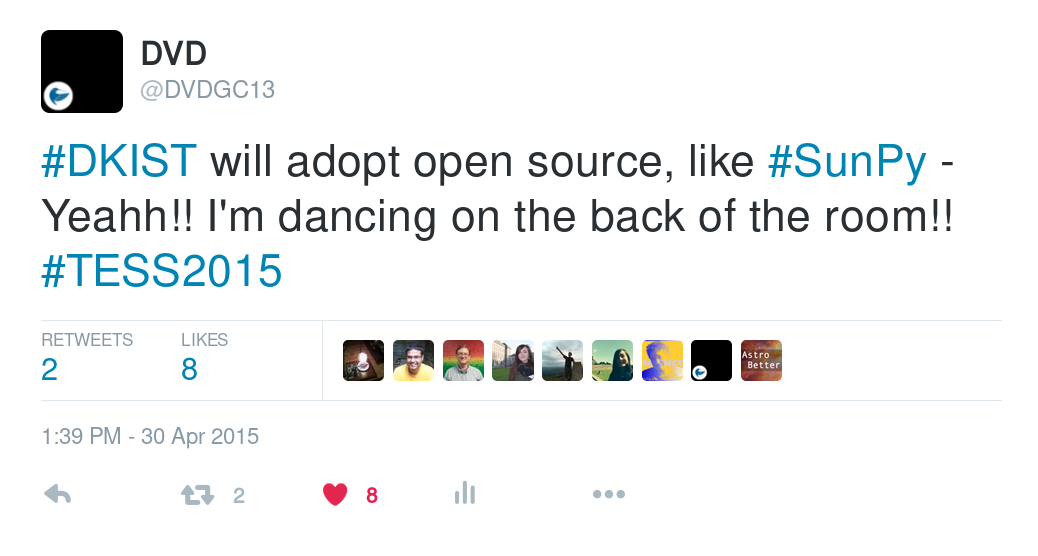 DVD
@DVDGC13
#DKIST will adopt open source, like #SunPy -
Yeahh!! I'm dancing on the back of the room!!
#TESS2015
RETWEETS LIKES
2 8
Astro
Better
1:39 PM - 30 Apr 2015
2 8